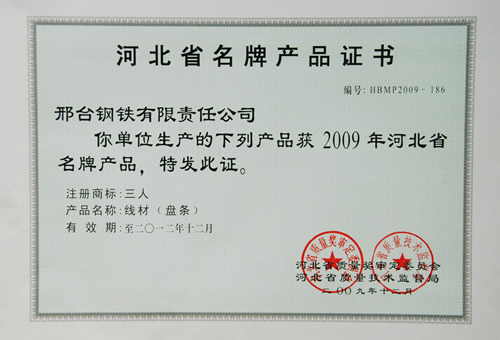 河北省名牌产品证书
编号: HBMP2009-186
邢台钢铁有限责任公司
你单位生产的下列产品获 2009 年河北省
名牌产品，特发此证。
注册商标: 三人
产品名称: 线材（盘条）
有 效 期: 至二〇一二年十二月
河北省质量奖审定委员会
河北省质量技术监督局
二〇〇九年十二月